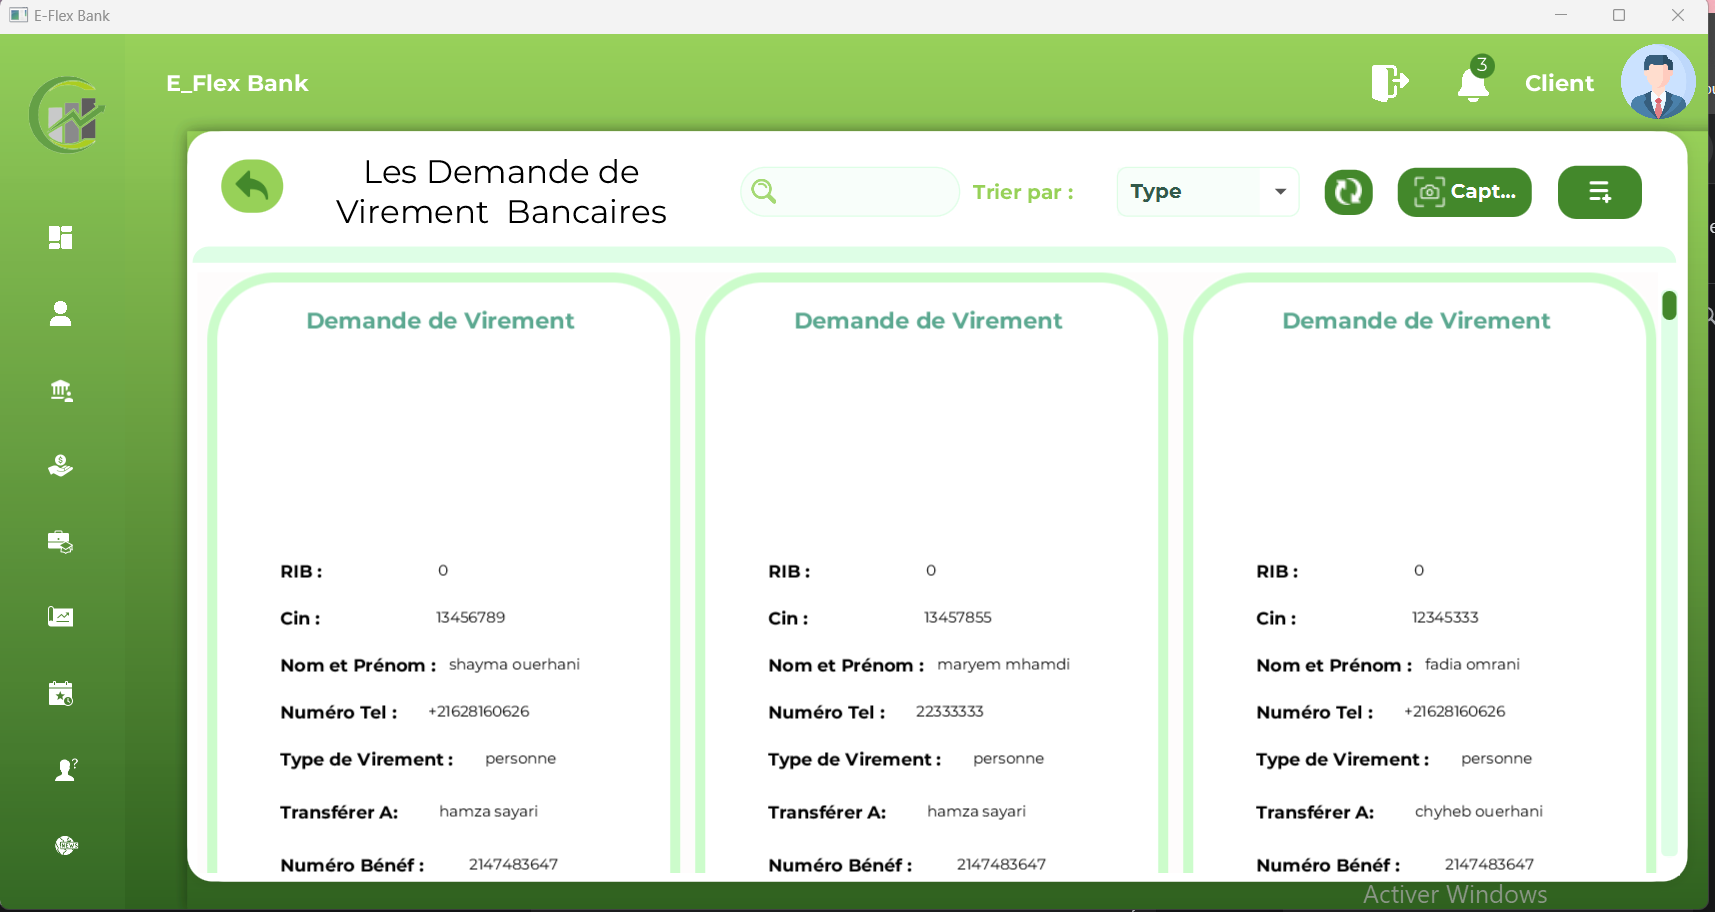 E-Flex Bank
E_Flex Bank
3
Client
Les Demande de
Virement Bancaires
Trier par :
Type
Capt...
Demande de Virement
RIB : 0
Cin : 13456789
Nom et Prénom : shayma ouerhani
Numéro Tel : +21628160626
Type de Virement : personne
Transférer A: hamza sayari
Numéro Bénéf : 2147483647
Demande de Virement
RIB : 0
Cin : 13457855
Nom et Prénom : maryem mhamdi
Numéro Tel : 22333333
Type de Virement : personne
Transférer A: hamza sayari
Numéro Bénéf : 2147483647
Demande de Virement
RIB : 0
Cin : 12345333
Nom et Prénom : fadia omrani
Numéro Tel : +21628160626
Type de Virement : personne
Transférer A: chyheb ouerhani
Numéro Bénéf : 2147483647
NEWS
Activer Windows